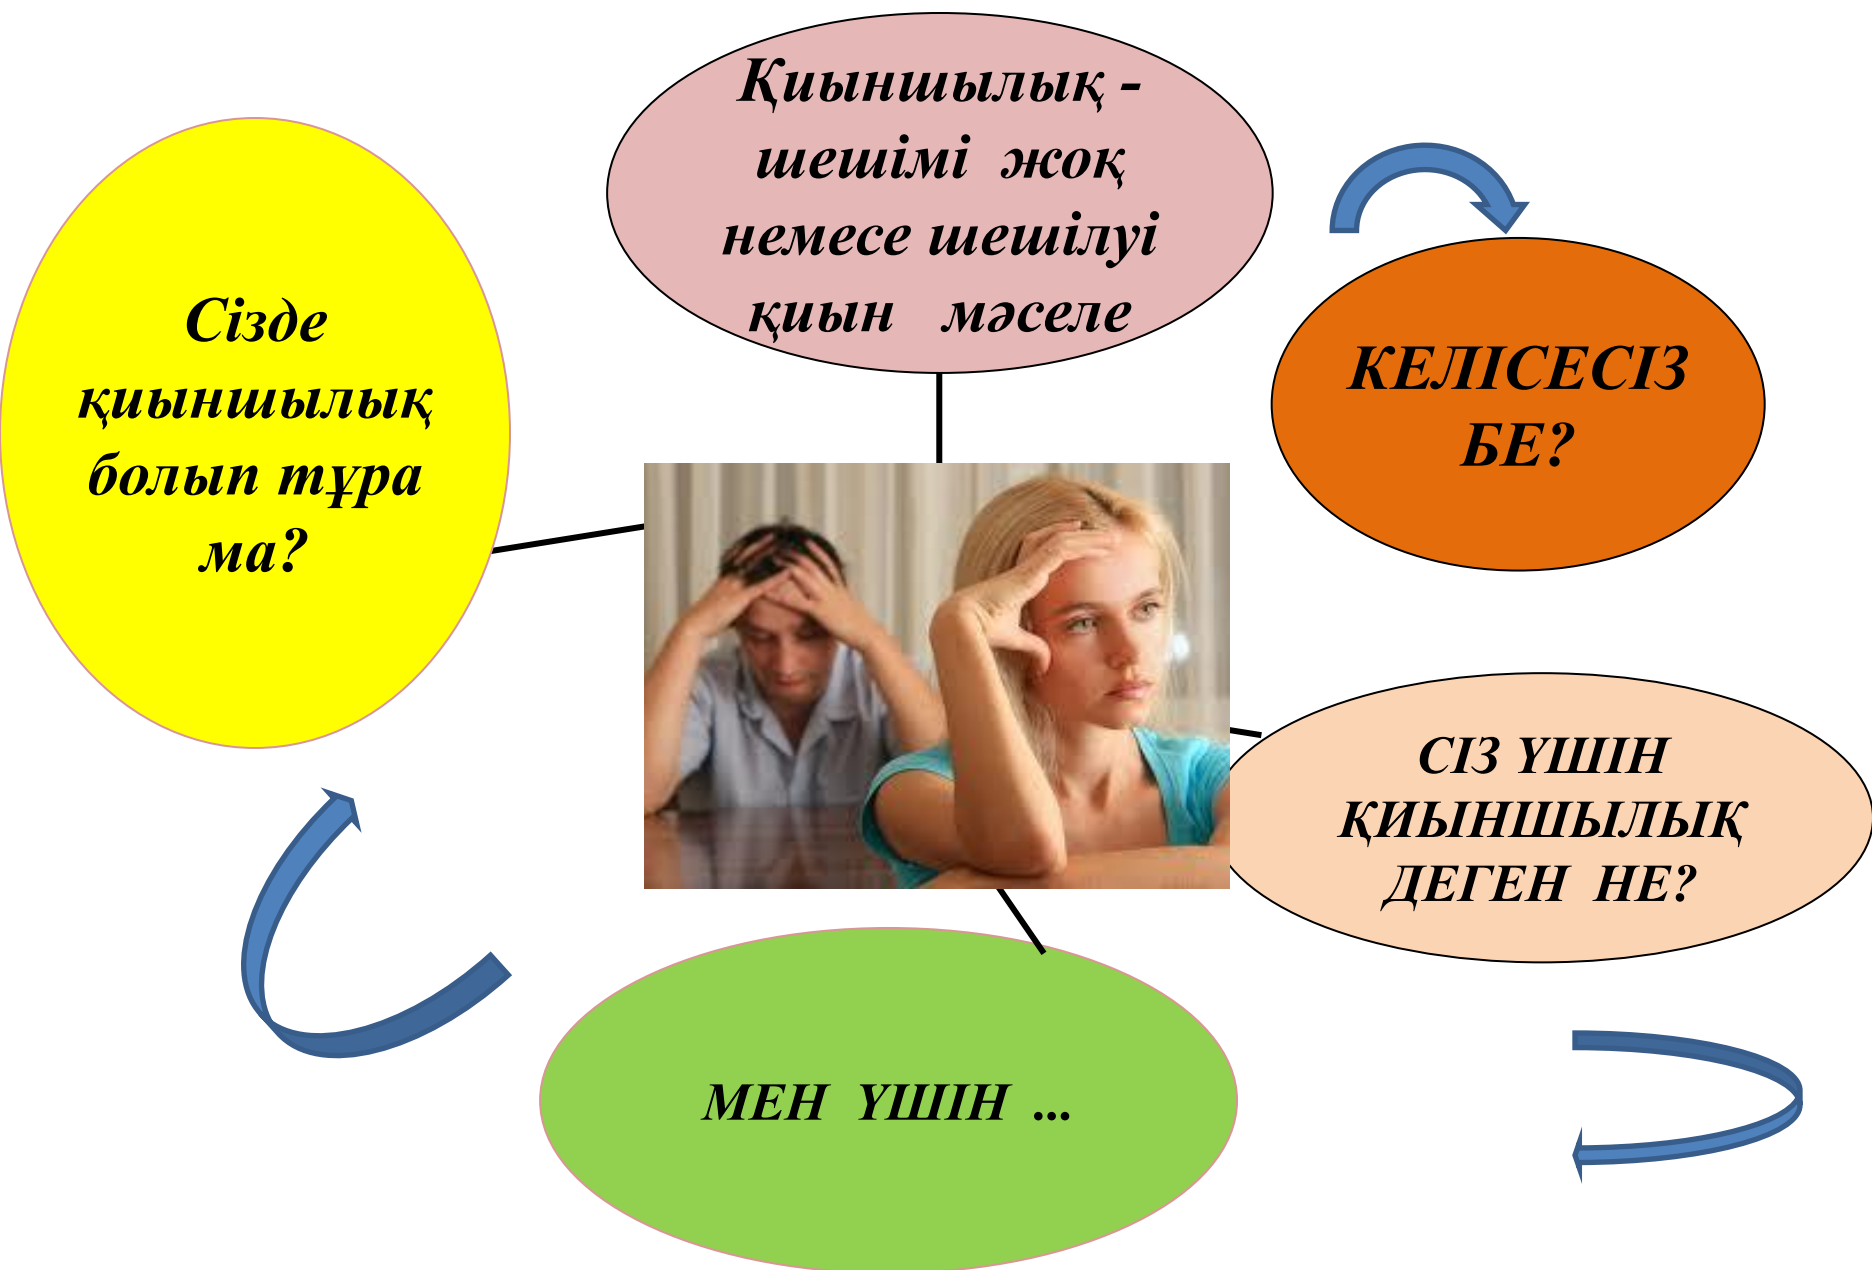 Қиыншылық -
шешімі жоқ
немесе шешілуі
қиын мәселе
КЕЛІСЕСІЗ
БЕ?
СІЗ ҮШІН
ҚИЫНШЫЛЫҚ
ДЕГЕН НЕ?
МЕН ҮШІН ...
Сізде
қиыншылық
болып тұра
ма?